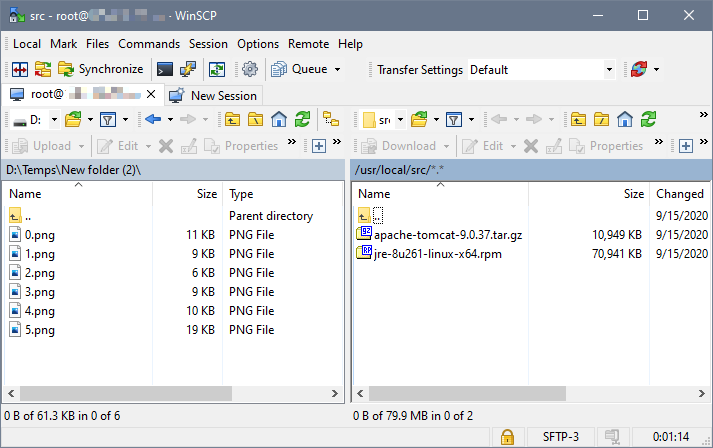 src - root@ - WinSCP
Local Mark Files Commands Session Options Remote Help
Synchronize Queue Transfer Settings Default
root@ New Session
D: src
Upload Edit Properties » Download Edit Properties »
D:\Temps\New folder (2)\ /usr/local/src/*.*
Name Size Type Name Size Changed
.. Parent directory .. 9/15/2020
0.png 11 KB PNG File apache-tomcat-9.0.37.tar.gz 10,949 KB 9/15/2020
1.png 9 KB PNG File jre-8u261-linux-x64.rpm 70,941 KB 9/15/2020
2.png 6 KB PNG File
3.png 9 KB PNG File
4.png 10 KB PNG File
5.png 19 KB PNG File
0 B of 61.3 KB in 0 of 6 0 B of 79.9 MB in 0 of 2
SFTP-3 0:01:14